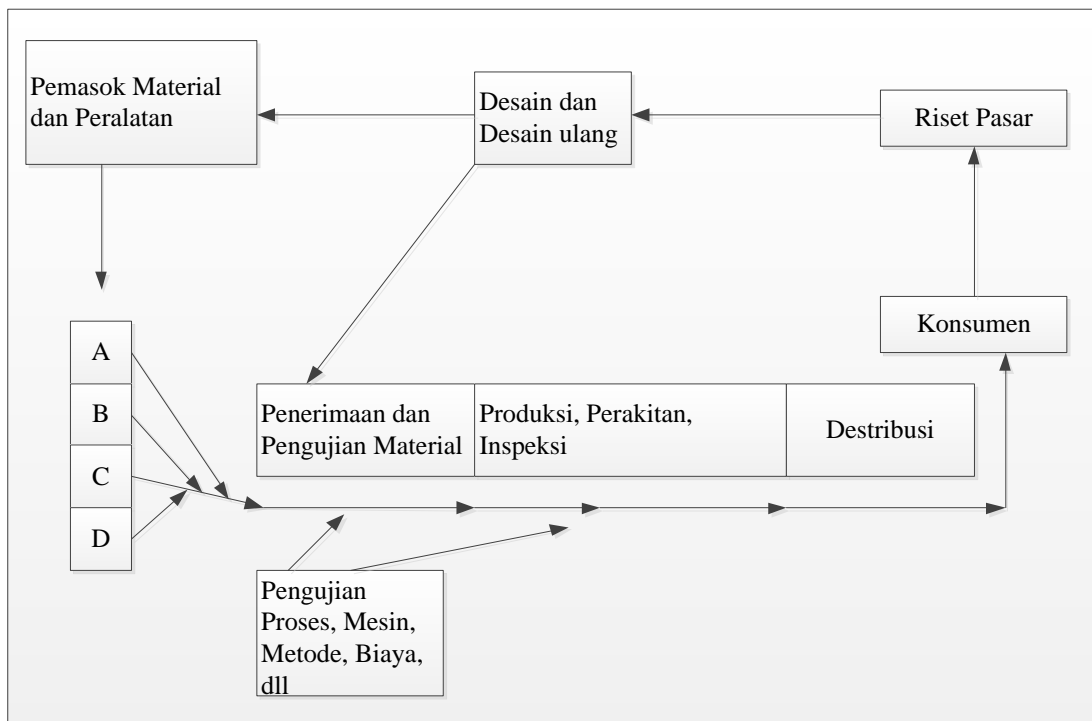 Pemasok Material
dan Peralatan
Desain dan
Desain ulang
Riset Pasar
Konsumen
A
B
C
D
Penerimaan dan
Pengujian Material
Produksi, Perakitan,
Inspeksi
Destribusi
Pengujian
Proses, Mesin,
Metode, Biaya,
dll